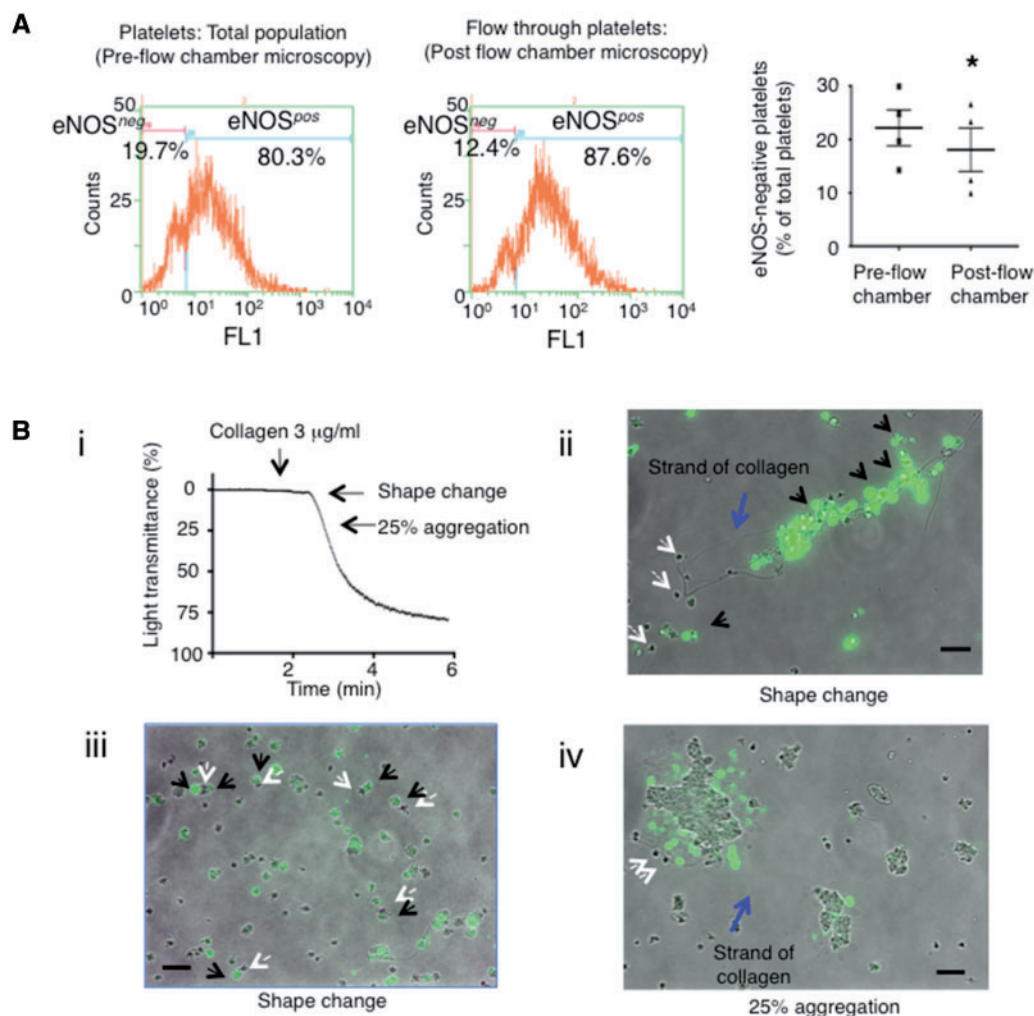 A
Platelets: Total population
(Pre-flow chamber microscopy)
50
eNOSneg
eNOSpos
19.7%
80.3%
Counts
25
0
10⁰ 10¹ 10² 10³ 10⁴
FL1
Flow through platelets:
(Post flow chamber microscopy)
50
eNOSneg
eNOSpos
12.4%
87.6%
Counts
25
0
10⁰ 10¹ 10² 10³ 10⁴
FL1
eNOS-negative platelets
(% of total platelets)
30
20
10
0
*
Pre-flow
chamber
Post-flow
chamber
B
i
Collagen 3 μg/ml
Light transmittance (%)
0
25
50
75
100
Shape change
25% aggregation
2 4 6
Time (min)
ii
Strand of collagen
Shape change
iii
Shape change
iv
Strand of
collagen
25% aggregation